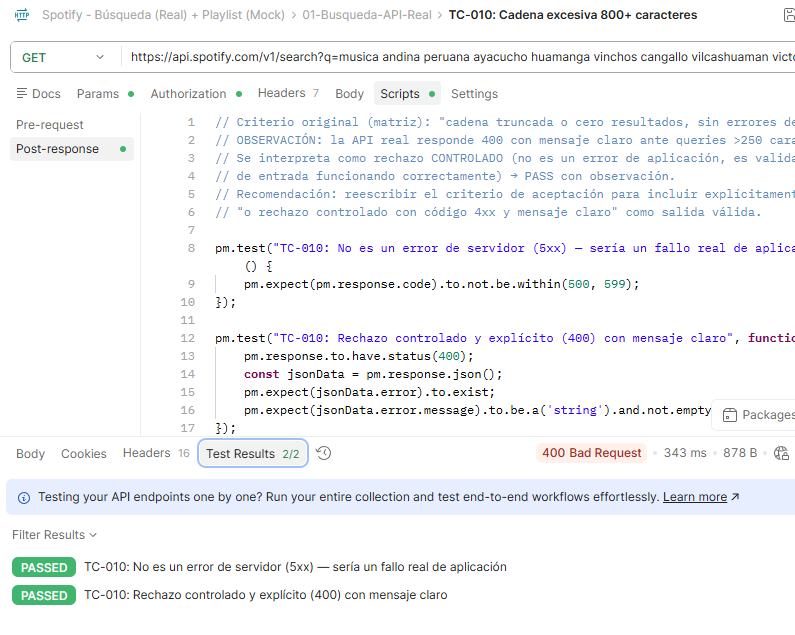 HTTP Spotify - Búsqueda (Real) + Playlist (Mock) > 01-Busqueda-API-Real > TC-010: Cadena excesiva 800+ caracteres
GET https://api.spotify.com/v1/search?q=musica andina peruana ayacucho huamanga vinchos cangallo vilcashuaman
Docs Params Authorization Headers 7 Body Scripts Settings
Pre-request
Post-response
1 // Criterio original (matriz): "cadena truncada o cero resultados, sin errores
2 // OBSERVACIÓN: la API real responde 400 con mensaje claro ante queries >250
3 // Se interpreta como rechazo CONTROLADO (no es un error de aplicación, es
4 // de entrada funcionando correctamente) → PASS con observación.
5 // Recomendación: reescribir el criterio de aceptación para incluir
6 // "o rechazo controlado con código 4xx y mensaje claro" como salida válida.
7
8 pm.test("TC-010: No es un error de servidor (5xx) — sería un fallo real de
() {
9 pm.expect(pm.response.code).to.not.be.within(500, 599);
10 });
11
12 pm.test("TC-010: Rechazo controlado y explícito (400) con mensaje claro",
13 pm.response.to.have.status(400);
14 const jsonData = pm.response.json();
15 pm.expect(jsonData.error).to.exist;
16 pm.expect(jsonData.error.message).to.be.a('string').and.not.empty
Packages
17 });
Body Cookies Headers 16 Test Results 2/2 400 Bad Request • 343 ms • 878 B
Testing your API endpoints one by one? Run your entire collection and test end-to-end workflows effortlessly. Learn more ↗
Filter Results
PASSED TC-010: No es un error de servidor (5xx) — sería un fallo real de aplicación
PASSED TC-010: Rechazo controlado y explícito (400) con mensaje claro